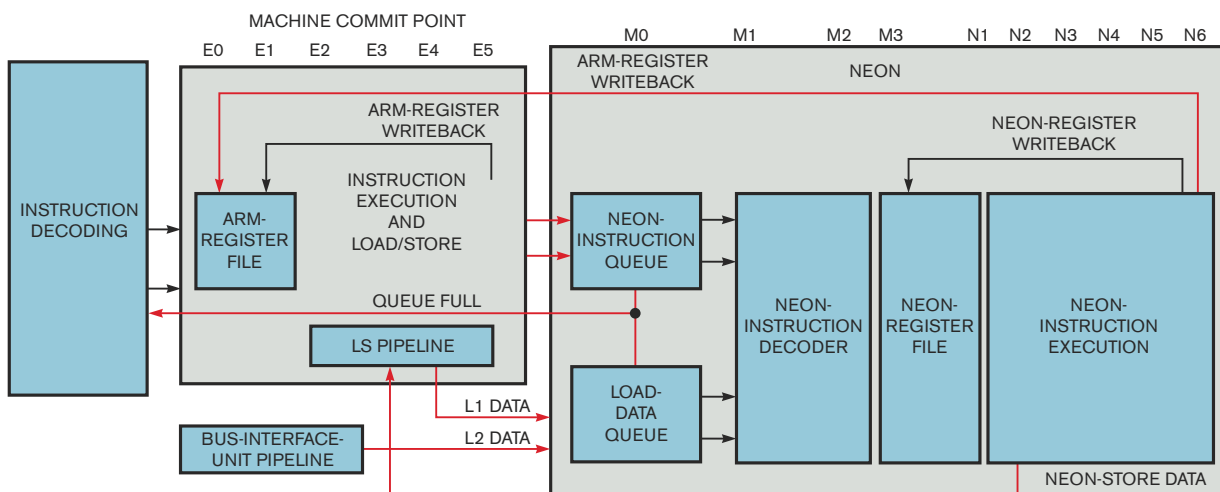 MACHINE COMMIT POINT
E0 E1 E2 E3 E4 E5
M0 M1 M2 M3 N1 N2 N3 N4 N5 N6
INSTRUCTION
DECODING
ARM-
REGISTER
FILE
ARM-REGISTER
WRITEBACK
INSTRUCTION
EXECUTION
AND
LOAD/STORE
QUEUE FULL
LS PIPELINE
BUS-INTERFACE-
UNIT PIPELINE
L1 DATA
L2 DATA
ARM-REGISTER
WRITEBACK
NEON
NEON-REGISTER
WRITEBACK
NEON-
INSTRUCTION
QUEUE
LOAD-
DATA
QUEUE
NEON-
INSTRUCTION
DECODER
NEON-
REGISTER
FILE
NEON-
INSTRUCTION
EXECUTION
NEON-STORE DATA